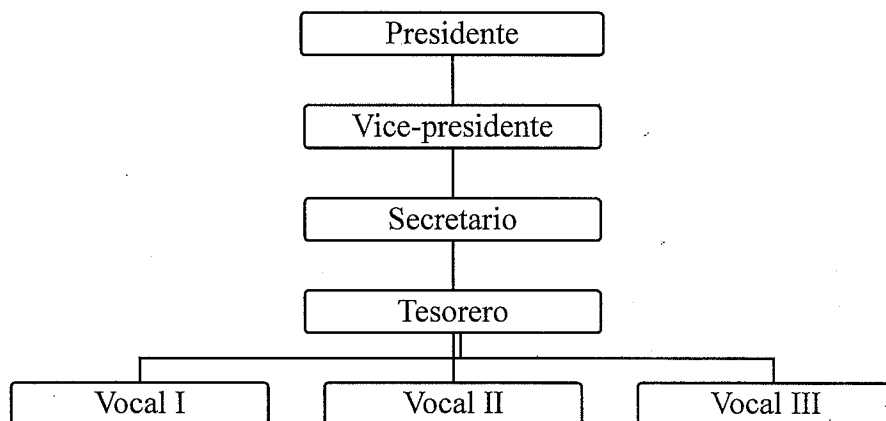 Presidente
Vice-presidente
Secretario
Tesorero
Vocal I
Vocal II
Vocal III